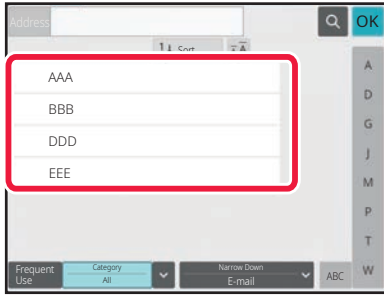 Address
OK
Sort
AAA
BBB
DDD
EEE
A
D
G
J
M
P
T
W
Frequent
Use
Category
All
Narrow Down
E-mail
ABC